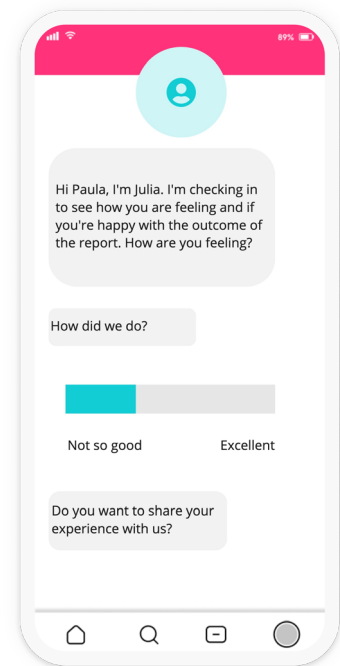 89%
Hi Paula, I'm Julia. I'm checking in
to see how you are feeling and if
you're happy with the outcome of
the report. How are you feeling?
How did we do?
Not so good Excellent
Do you want to share your
experience with us?